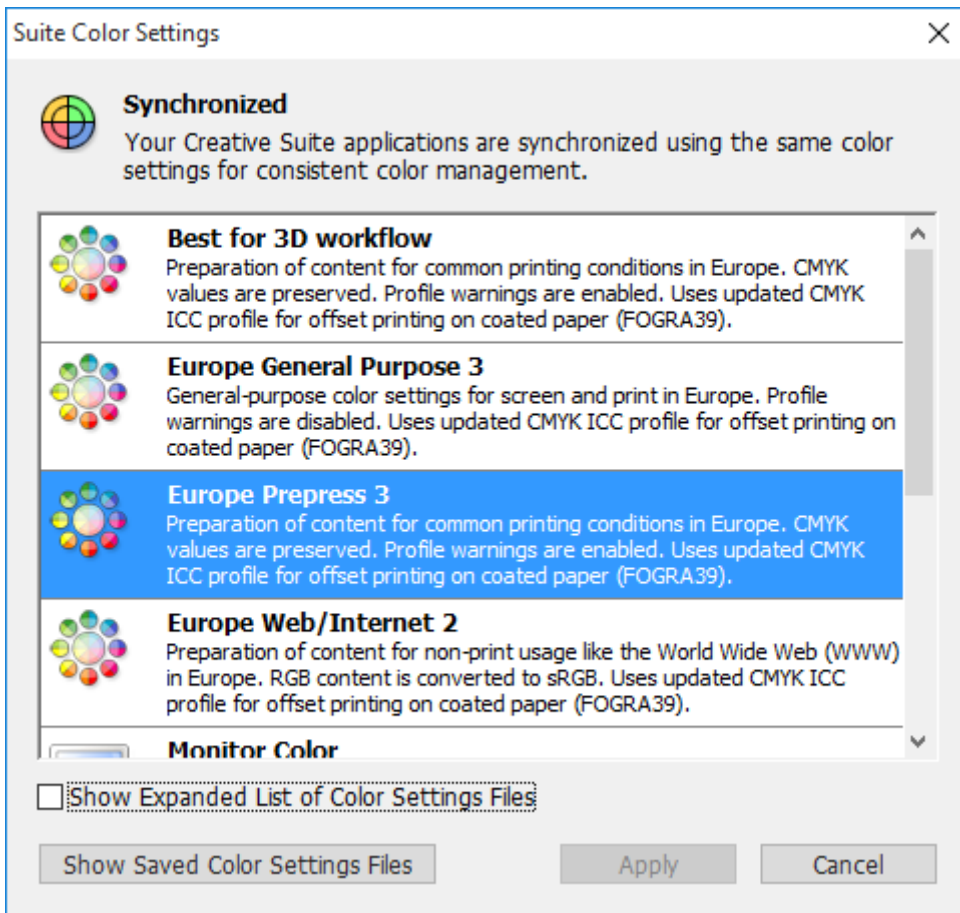 Suite Color Settings
Synchronized
Your Creative Suite applications are synchronized using the same color
settings for consistent color management.
Best for 3D workflow
Preparation of content for common printing conditions in Europe. CMYK
values are preserved. Profile warnings are enabled. Uses updated CMYK
ICC profile for offset printing on coated paper (FOGRA39).
Europe General Purpose 3
General-purpose color settings for screen and print in Europe. Profile
warnings are disabled. Uses updated CMYK ICC profile for offset printing on
coated paper (FOGRA39).
Europe Prepress 3
Preparation of content for common printing conditions in Europe. CMYK
values are preserved. Profile warnings are enabled. Uses updated CMYK
ICC profile for offset printing on coated paper (FOGRA39).
Europe Web/Internet 2
Preparation of content for non-print usage like the World Wide Web (WWW)
in Europe. RGB content is converted to sRGB. Uses updated CMYK ICC
profile for offset printing on coated paper (FOGRA39).
Monitor Color
Show Expanded List of Color Settings Files
Show Saved Color Settings Files
Apply
Cancel